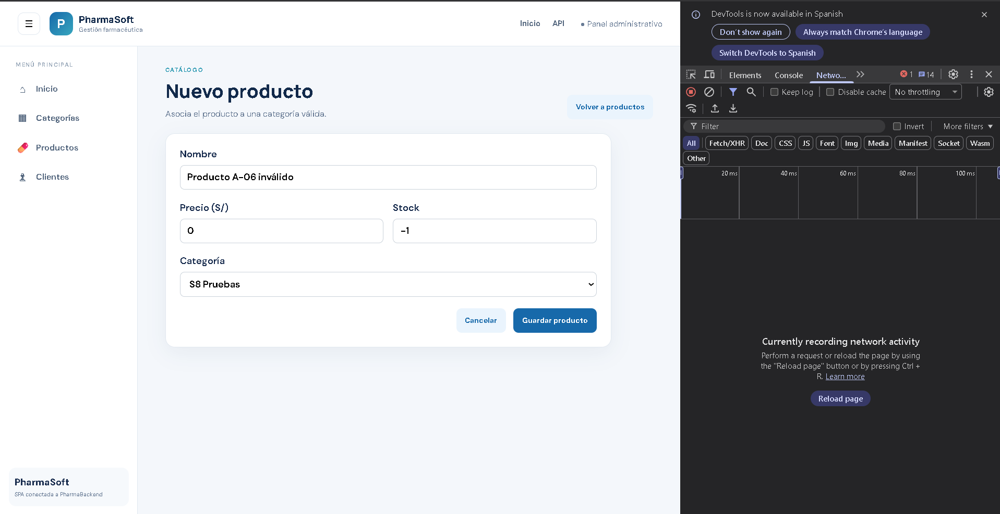 P
PharmaSoft
Gestión farmacéutica
Inicio
API
Panel administrativo
MENÚ PRINCIPAL
Inicio
Categorías
Productos
Clientes
PharmaSoft
SPA conectada a PharmaBackend
CATÁLOGO
Nuevo producto
Asocia el producto a una categoría válida.
Volver a productos
Nombre
Producto A-06 inválido
Precio (S/)
Stock
0
-1
Categoría
S8 Pruebas
Cancelar
Guardar producto
DevTools is now available in Spanish
Don't show again
Always match Chrome's language
Switch DevTools to Spanish
Elements
Console
Netwo...
1
14
Keep log
Disable cache
No throttling
Filter
Invert
More filters
All
Fetch/XHR
Doc
CSS
JS
Font
Img
Media
Manifest
Socket
Wasm
Other
20 ms
40 ms
60 ms
80 ms
100 ms
Currently recording network activity
Perform a request or reload the page by using
the "Reload page" button or by pressing Ctrl +
R. Learn more
Reload page